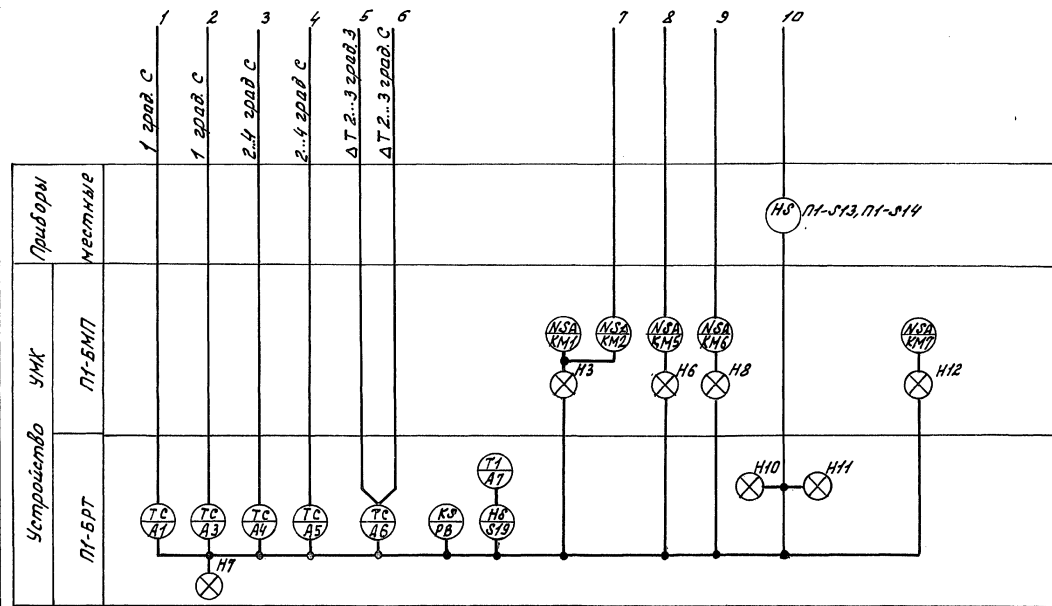 1 2 3 4 5 6 7 8 9 10
1 град. С
1 град. С
2...4 град С
2...4 град С
ΔТ 2...3 град. З
ΔТ 2...3 град. С
Приборы
местные
HS П1-S13, П1-S14
Устройство УМК
П1-БМП
NSA
KM1
NSA
KM2
NSA
KM5
NSA
KM6
NSA
KM7
H3
H6
H8
H12
П1-БРТ
TC
A1
TC
A3
TC
A4
TC
A5
TC
A6
KS
PB
T1
A7
HS
S19
H10
H11
H7